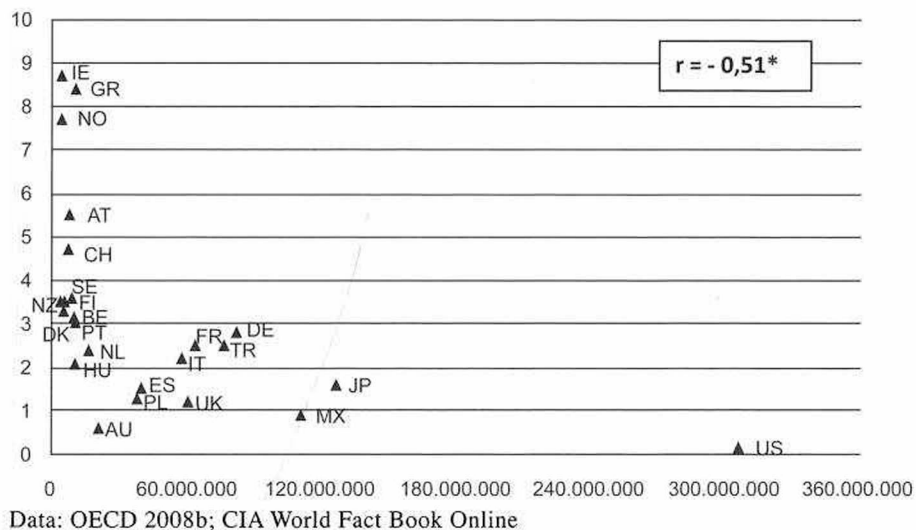 10
9
IE
r = - 0,51*
GR
8
NO
7
6
AT
5
CH
4
SE
NZ
FI
BE
3
DK
PT
FR
DE
NL
IT
TR
2
HU
ES
JP
PL
UK
1
MX
AU
0
US
0 60.000.000 120.000.000 180.000.000 240.000.000 300.000.000 360.000.000
Data: OECD 2008b; CIA World Fact Book Online